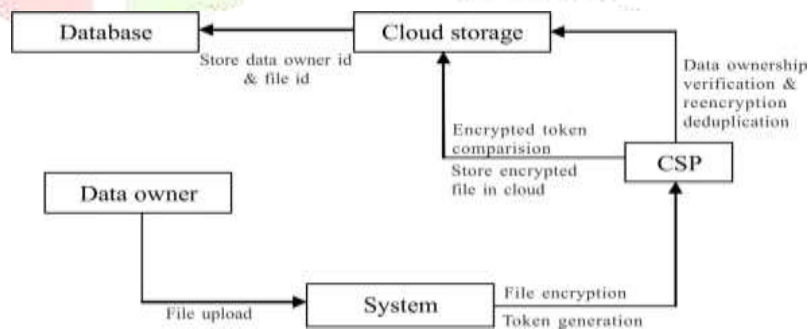 Database
Cloud storage
Store data owner id
& file id
Data ownership
verification &
reencryption
deduplication
Encrypted token
comparision
Store encrypted
file in cloud
CSP
Data owner
File upload
System
File encryption
Token generation